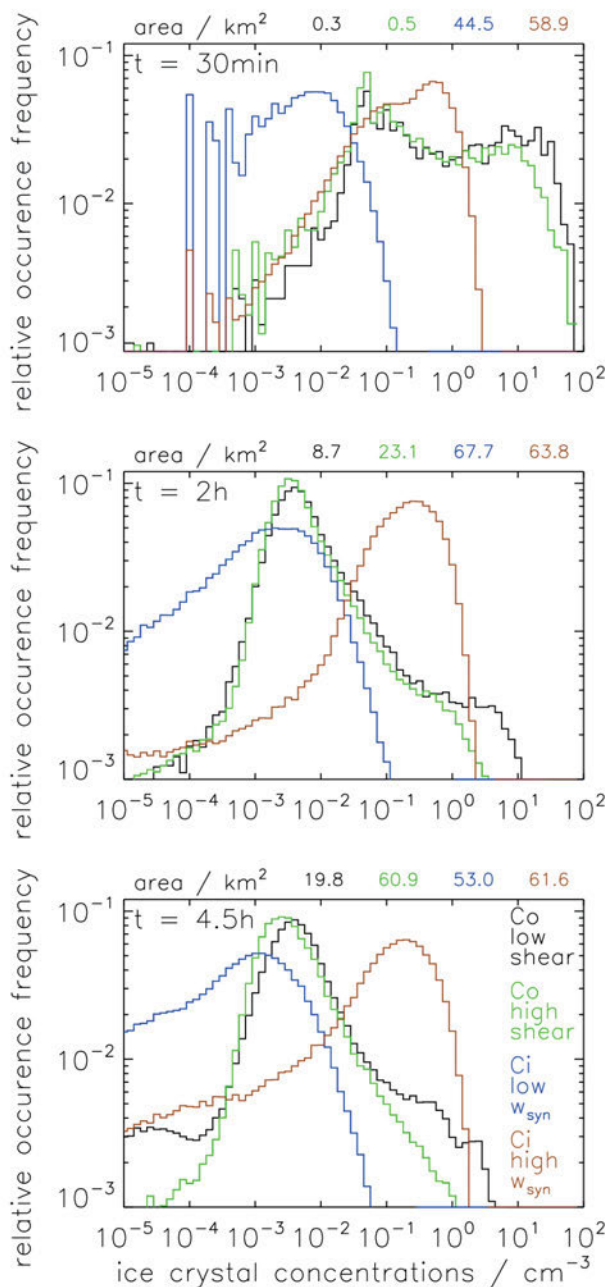 area / km² 0.3 0.5 44.5 58.9
t = 30min
relative occurence frequency
10⁻¹
10⁻²
10⁻³
10⁻⁵ 10⁻⁴ 10⁻³ 10⁻² 10⁻¹ 10⁰ 10¹ 10²
area / km² 8.7 23.1 67.7 63.8
t = 2h
relative occurence frequency
10⁻¹
10⁻²
10⁻³
10⁻⁵ 10⁻⁴ 10⁻³ 10⁻² 10⁻¹ 10⁰ 10¹ 10²
area / km² 19.8 60.9 53.0 61.6
t = 4.5h
relative occurence frequency
10⁻¹
10⁻²
10⁻³
Co
low
shear
Co
high
shear
Ci
low
wsyn
Ci
high
wsyn
10⁻⁵ 10⁻⁴ 10⁻³ 10⁻² 10⁻¹ 10⁰ 10¹ 10²
ice crystal concentrations / cm⁻³